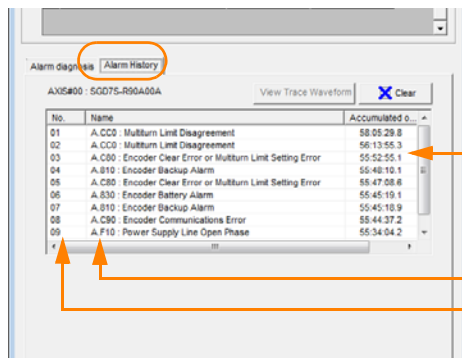 Alarm diagnosis Alarm History
AXIS#00 : SGD7S-R90A00A View Trace Waveform Clear
No. Name Accumulated o...
01 A.CC0 : Multiturn Limit Disagreement 58:05:29.8
02 A.CC0 : Multiturn Limit Disagreement 56:13:55.3
03 A.C80 : Encoder Clear Error or Multiturn Limit Setting Error 55:52:55.1
04 A.810 : Encoder Backup Alarm 55:48:10.1
05 A.C80 : Encoder Clear Error or Multiturn Limit Setting Error 55:47:08.6
06 A.830 : Encoder Battery Alarm 55:45:19.1
07 A.810 : Encoder Backup Alarm 55:45:18.9
08 A.C90 : Encoder Communications Error 55:44:37.2
09 A.F10 : Power Supply Line Open Phase 55:34:04.2